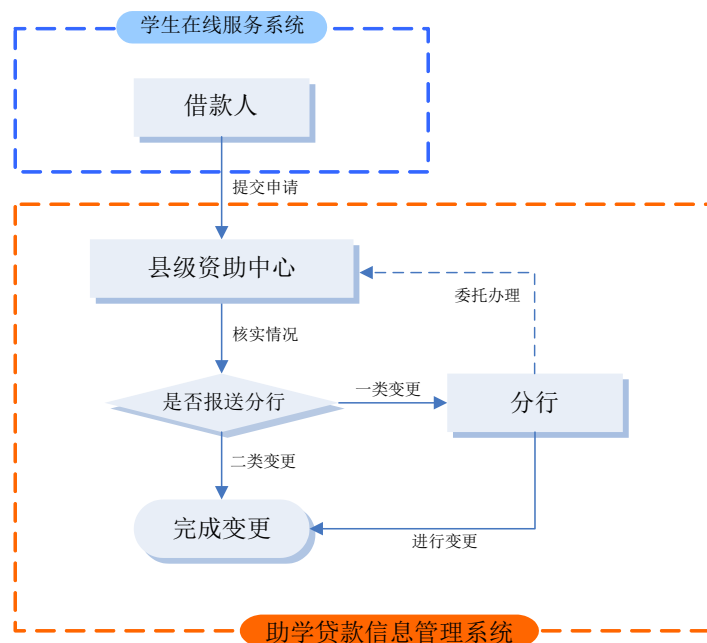 学生在线服务系统
借款人
提交申请
县级资助中心
委托办理
核实情况
是否报送分行
一类变更
分行
二类变更
完成变更
进行变更
助学贷款信息管理系统